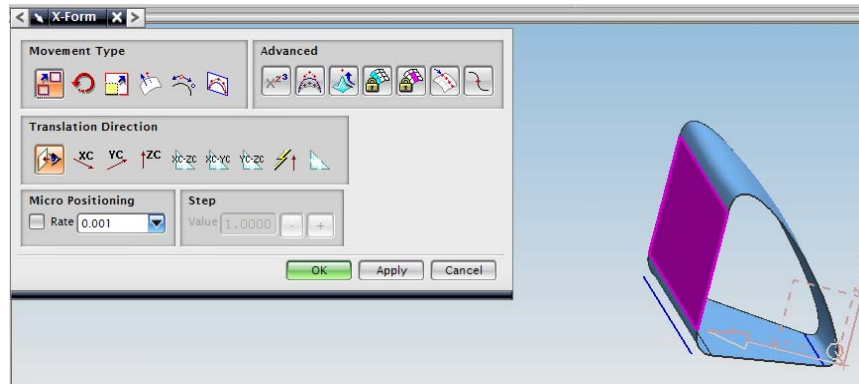 X-Form
Movement Type
Advanced
Translation Direction
XC YC ZC XC-ZC XC-YC YC-ZC
Micro Positioning
Step
Rate 0.001
Value 1.0000 - +
OK Apply Cancel